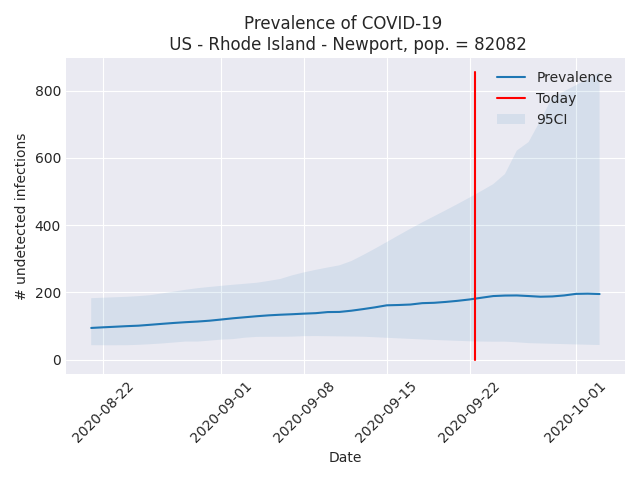 Prevalence of COVID-19
US - Rhode Island - Newport, pop. = 82082
Prevalence
Today
95CI
# undetected infections
800
600
400
200
0
2020-08-22
2020-09-01
2020-09-08
2020-09-15
2020-09-22
2020-10-01
Date